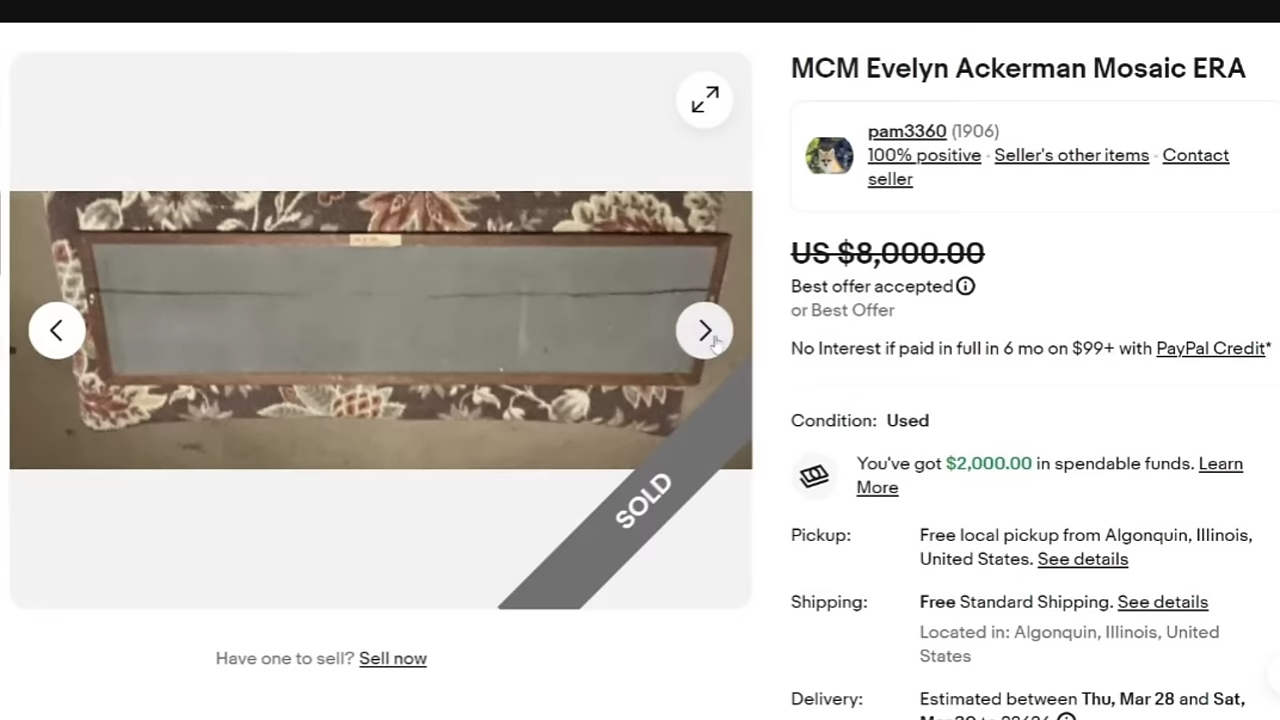 MCM Evelyn Ackerman Mosaic ERA
pam3360 (1906)
100% positive · Seller's other items · Contact
seller
US $8,000.00
Best offer accepted
or Best Offer
No Interest if paid in full in 6 mo on $99+ with PayPal Credit*
Condition: Used
You've got $2,000.00 in spendable funds. Learn
More
SOLD
Pickup: Free local pickup from Algonquin, Illinois,
United States. See details
Shipping: Free Standard Shipping. See details
Located in: Algonquin, Illinois, United
States
Have one to sell? Sell now
Delivery: Estimated between Thu, Mar 28 and Sat,